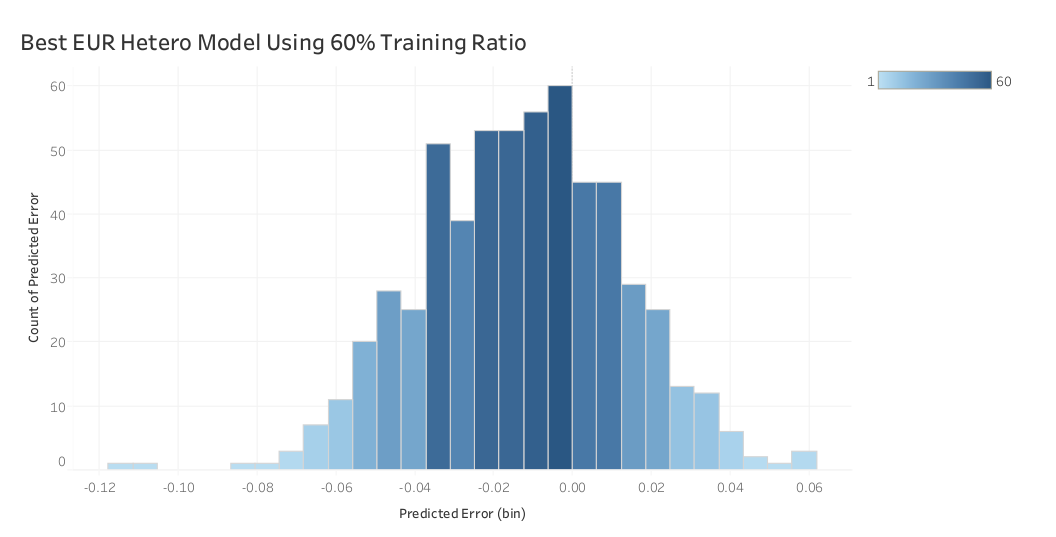 Best EUR Hetero Model Using 60% Training Ratio
1 60
60
50
40
30
20
10
0
Count of Predicted Error
-0.12 -0.10 -0.08 -0.06 -0.04 -0.02 0.00 0.02 0.04 0.06
Predicted Error (bin)